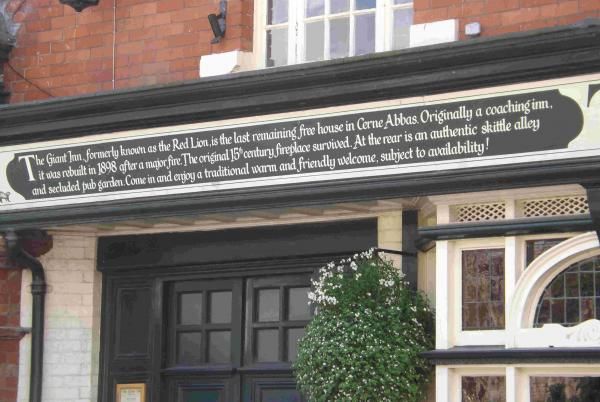 The Giant Inn, formerly known as the Red Lion, is the last remaining free house in Cerne Abbas. Originally a coaching inn,
it was rebuilt in 1898 after a major fire. The original 15th century fireplace survived. At the rear is an authentic skittle alley
and secluded pub garden. Come in and enjoy a traditional warm and friendly welcome, subject to availability!